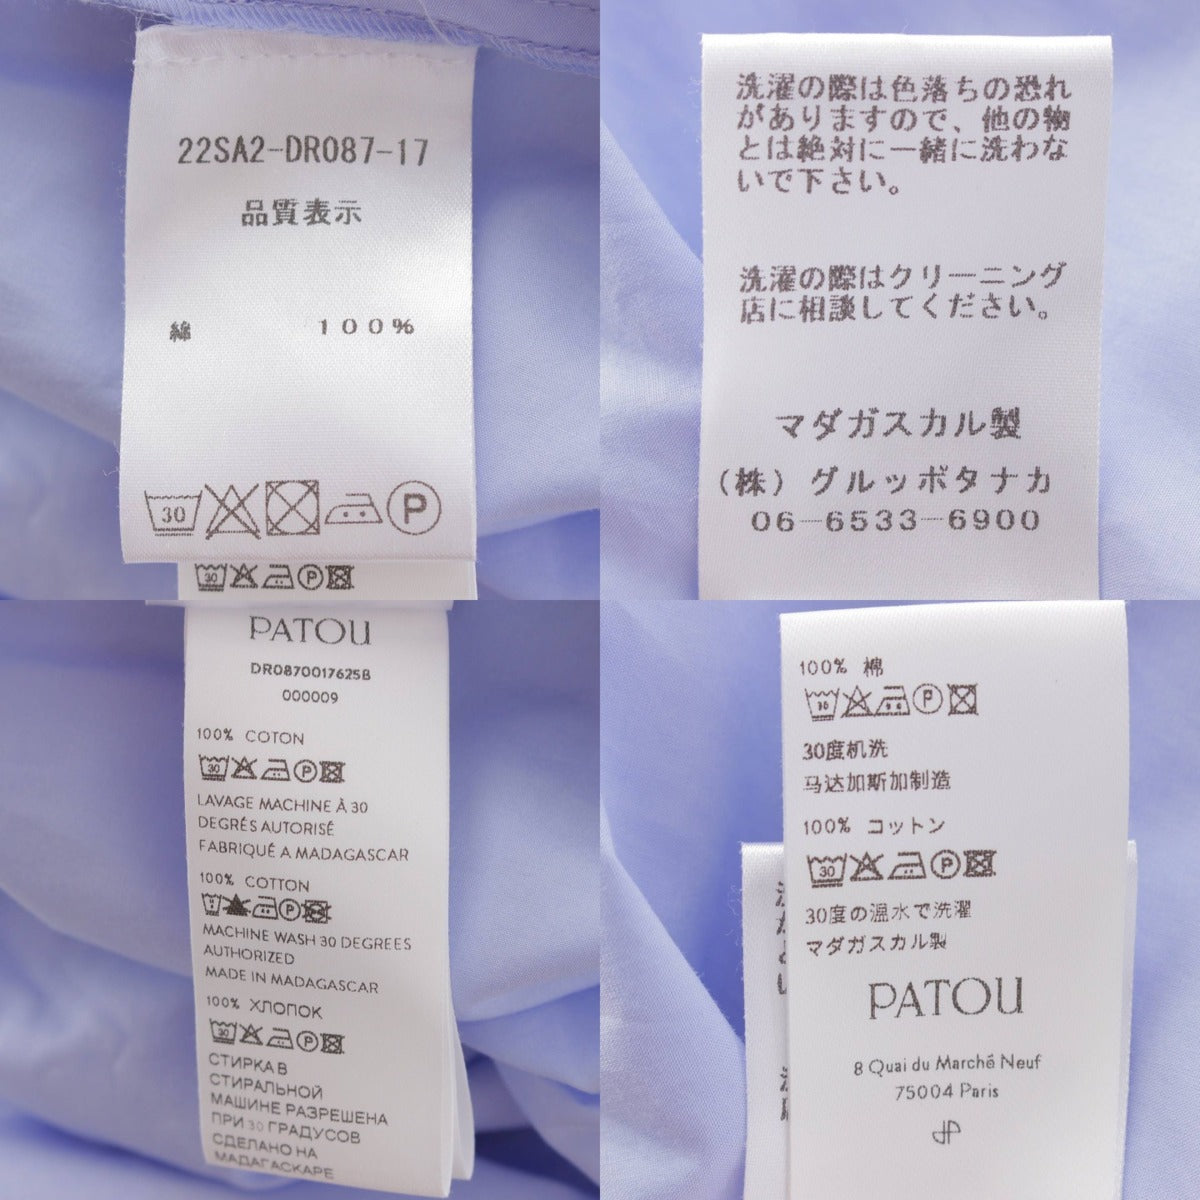 22SA2-DR087-17
品質表示
綿 100%
30 P
30 P
洗濯の際は色落ちの恐れ
がありますので、他の物
とは絶対に一緒に洗わな
いで下さい。
洗濯の際はクリーニング
店に相談してください。
マダガスカル製
(株)グルッポタナカ
06-6533-6900
PATOU
DR0870017625B
000009
100% COTON
30 P
LAVAGE MACHINE À 30
DEGRÉS AUTORISÉ
FABRIQUÉ A MADAGASCAR
100% COTTON
MACHINE WASH 30 DEGREES
AUTHORIZED
MADE IN MADAGASCAR
100% ХЛОПОК
30 P
СТИРКА В
СТИРАЛЬНОЙ
МАШИНЕ РАЗРЕШЕНА
ПРИ 30 ГРАДУСОВ
СДЕЛАНО НА
МАДАГАСКАРЕ
100% 棉
30 P
30度机洗
马达加斯加制造
100% コットン
30 P
30度の温水で洗濯
マダガスカル製
PATOU
8 Quai du Marché Neuf
75004 Paris
JP